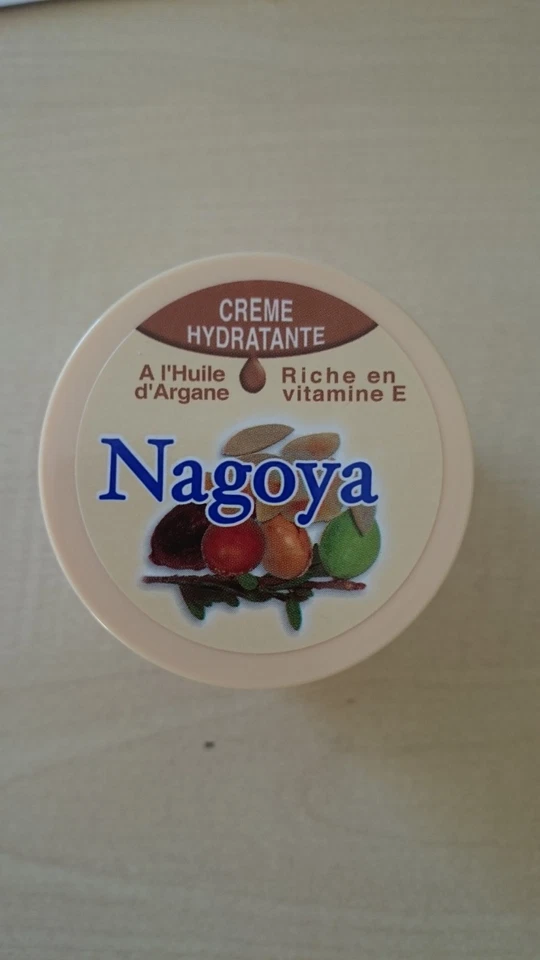 CREME
HYDRATANTE
A l'Huile
d'Argane
Riche en
vitamine E
Nagoya